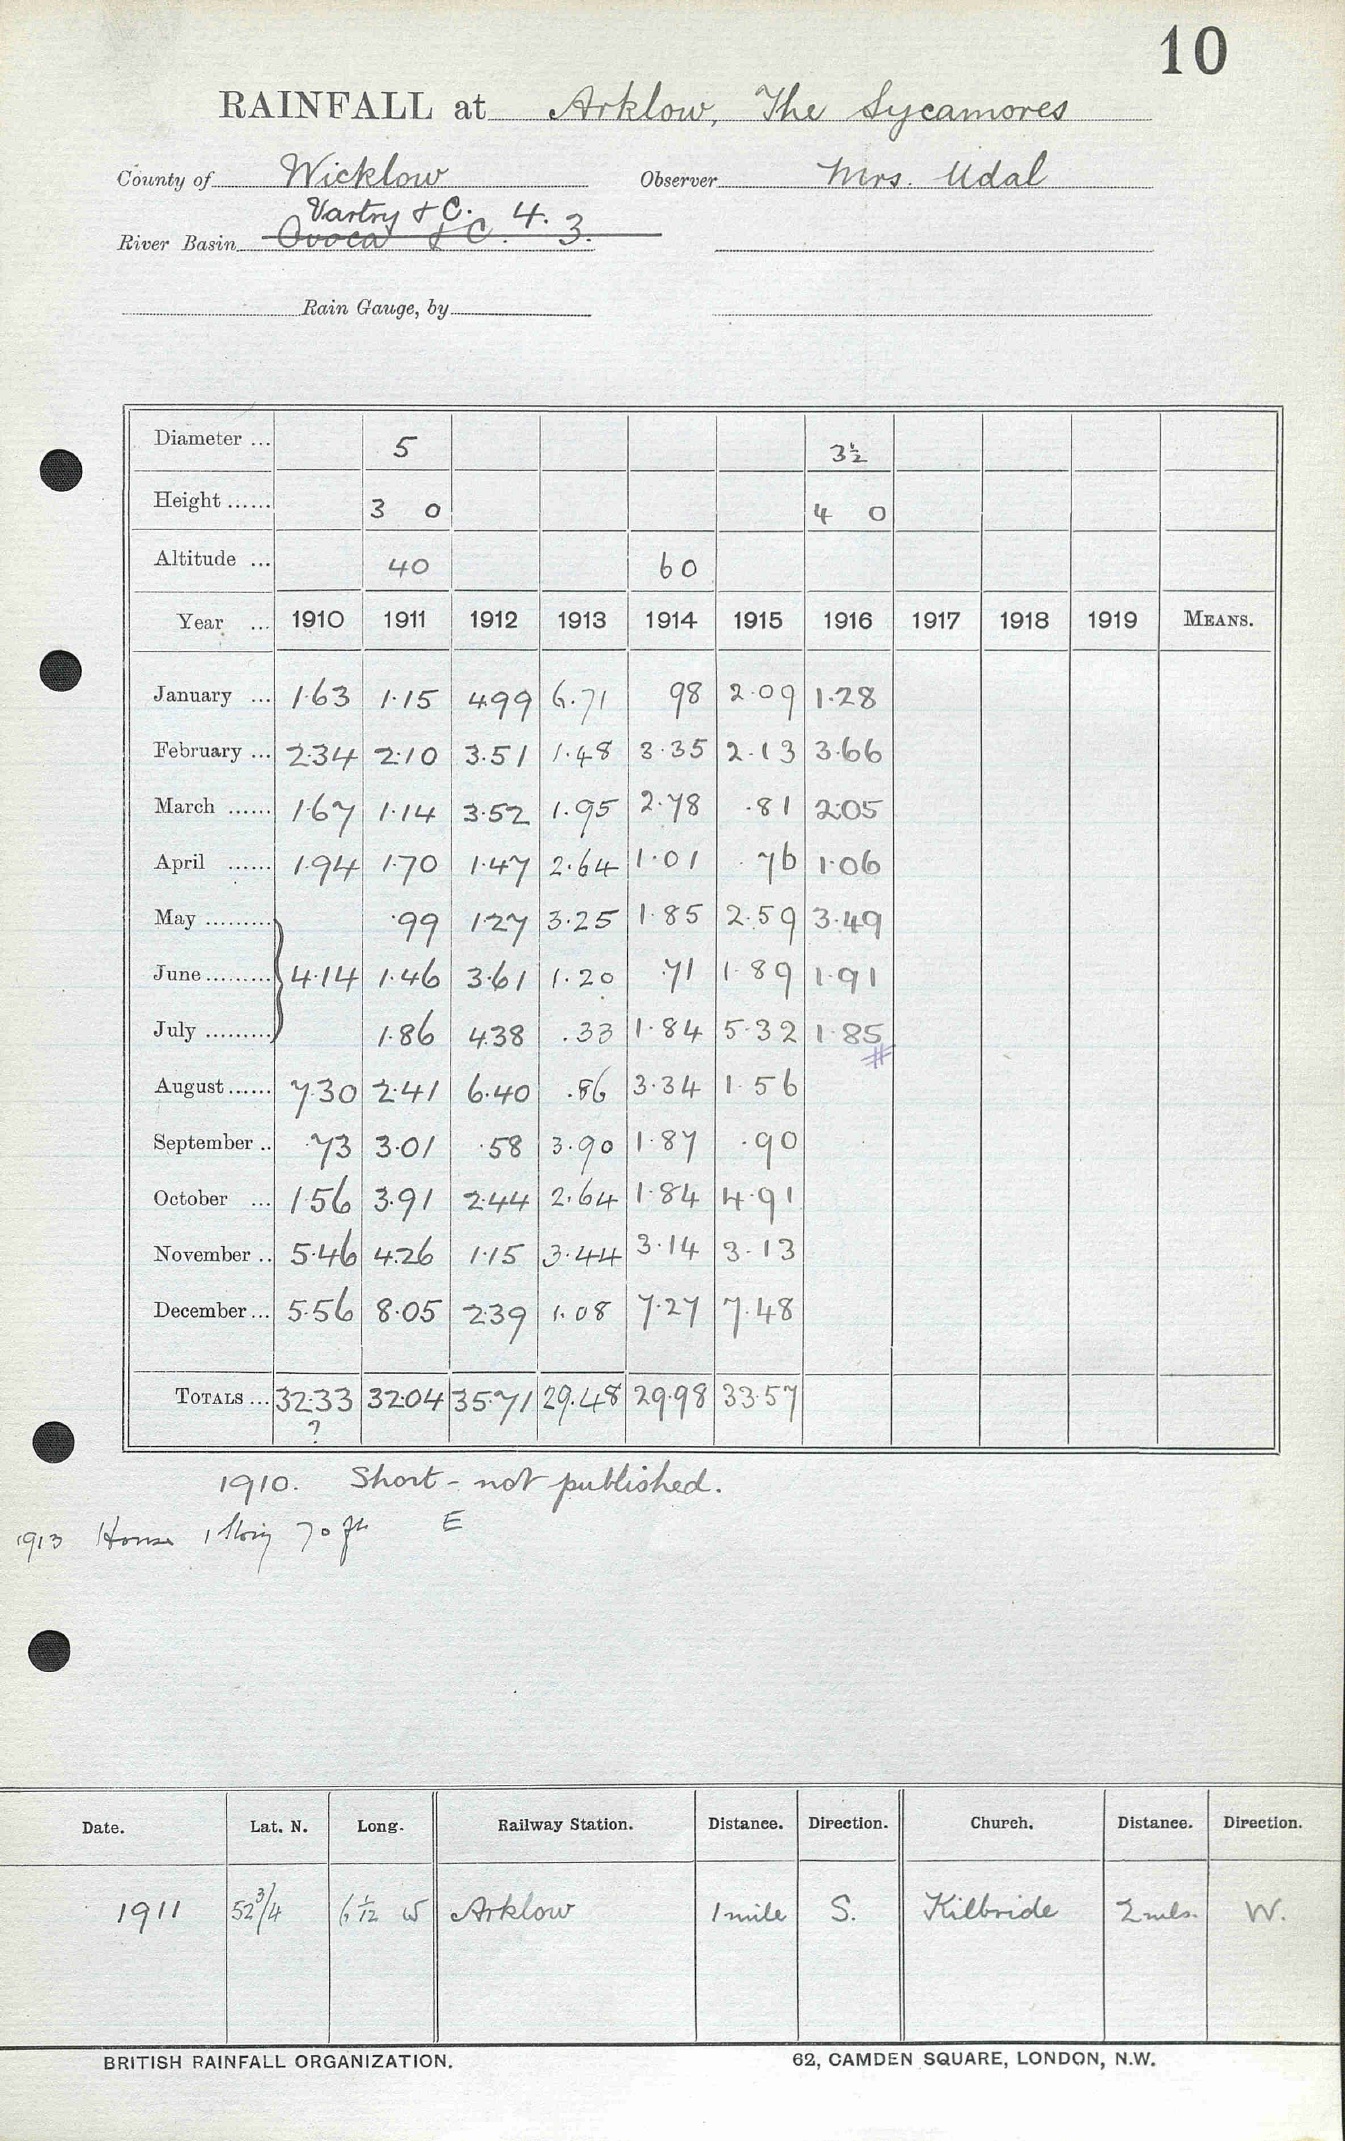 10
RAINFALL at Arklow, The Sycamores
County of Wicklow Observer Mrs. Udal
Vartry & C. 4.
River Basin Ovoca & C. 3.
Rain Gauge, by
Diameter ... 5 3½
Height ...... 3 0 4 0
Altitude ... 40 60
Year ... 1910 1911 1912 1913 1914 1915 1916 1917 1918 1919 MEANS.
January ... 1.63 1.15 4.99 6.71 98 2.09 1.28
February ... 2.34 2.10 3.51 1.48 3.35 2.13 3.66
March ...... 1.67 1.14 3.52 1.95 2.78 .81 2.05
April ...... 1.94 1.70 1.47 2.64 1.01 .76 1.06
May ......... .99 1.27 3.25 1.85 2.59 3.49
June ......... 4.14 1.46 3.61 1.20 .71 1.89 1.91
July ......... 1.86 4.38 .33 1.84 5.32 1.85
#
August ...... 7.30 2.41 6.40 .86 3.34 1.56
September .. .73 3.01 .58 3.90 1.87 .90
October ... 1.56 3.91 2.44 2.64 1.84 4.91
November .. 5.46 4.26 1.15 3.44 3.14 3.13
December ... 5.56 8.05 2.39 1.08 7.27 7.48
TOTALS ... 32.33 32.04 35.71 29.48 29.98 33.57
?
1910. Short - not published.
1913 House 1 Story 70 ft E
Date. Lat. N. Long. Railway Station. Distance. Direction. Church. Distance. Direction.
1911 52 3/4 6 1/12 W Arklow 1 mile S. Kilbride 2 mls. W.
BRITISH RAINFALL ORGANIZATION. 62, CAMDEN SQUARE, LONDON, N.W.